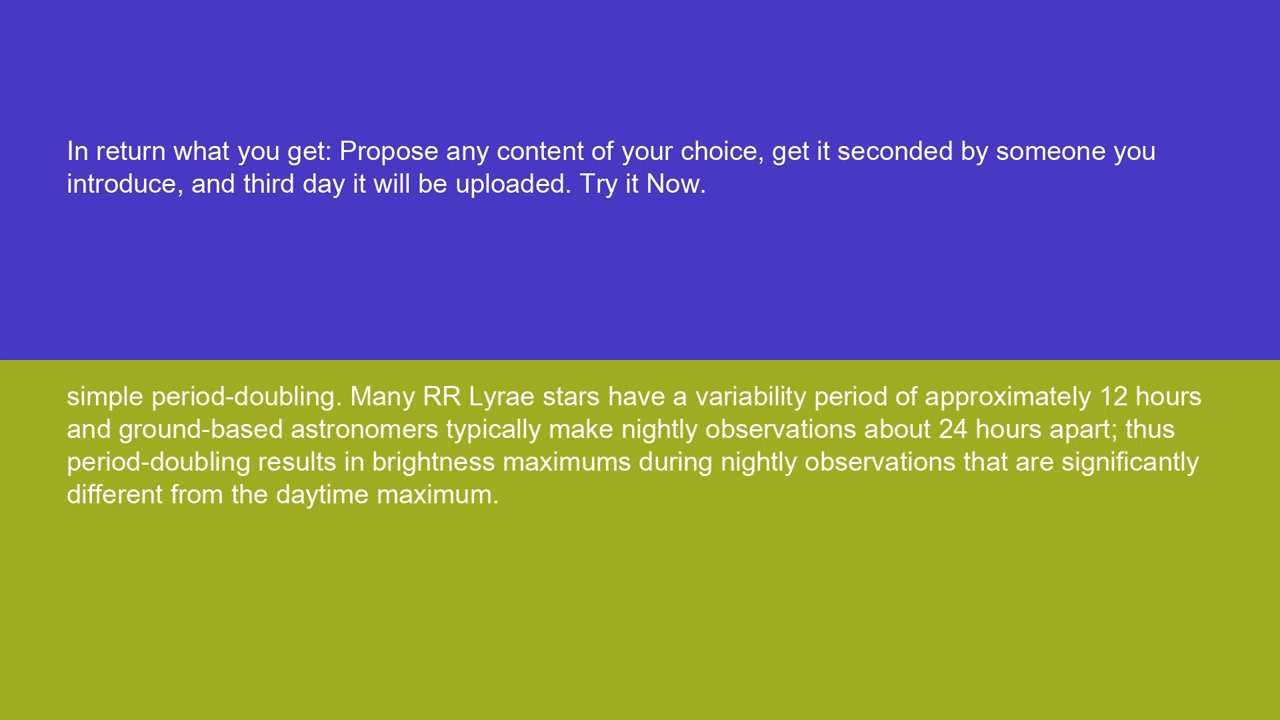 In return what you get: Propose any content of your choice, get it seconded by someone you
introduce, and third day it will be uploaded. Try it Now.
simple period-doubling. Many RR Lyrae stars have a variability period of approximately 12 hours
and ground-based astronomers typically make nightly observations about 24 hours apart; thus
period-doubling results in brightness maximums during nightly observations that are significantly
different from the daytime maximum.